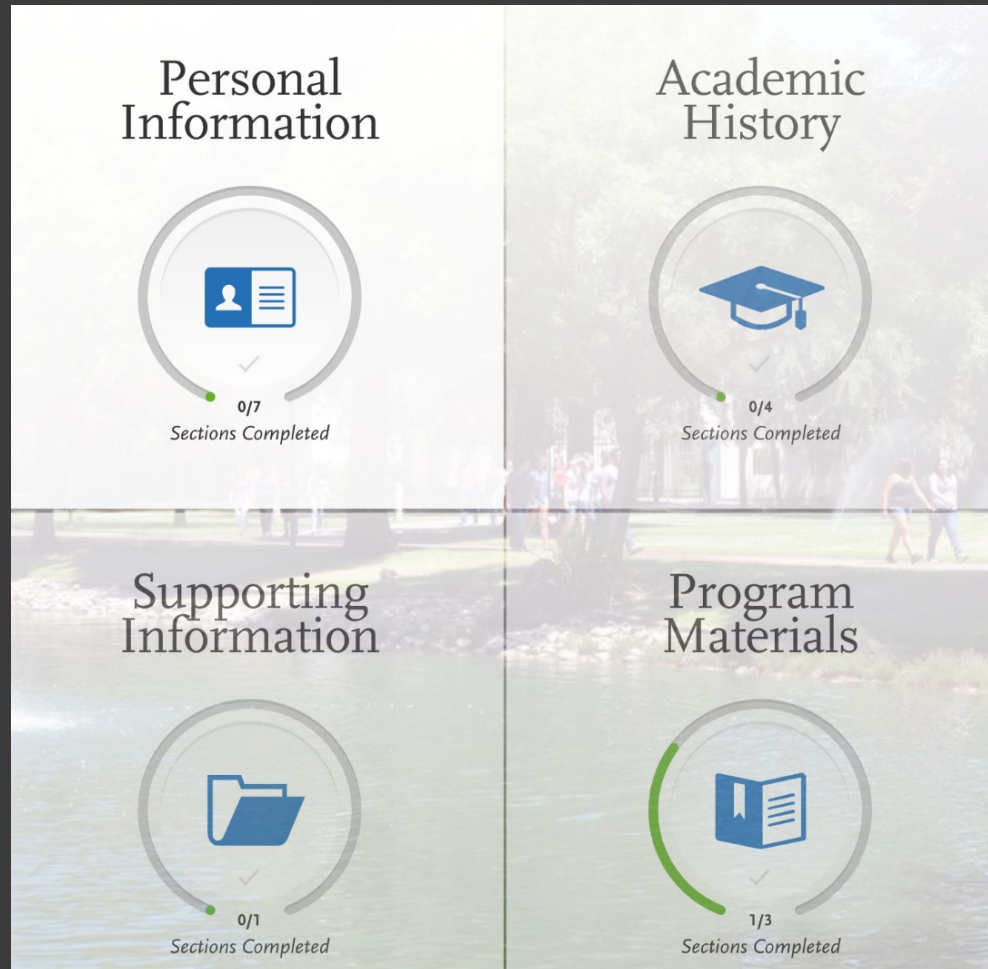 Personal
Information
0/7
Sections Completed
Academic
History
0/4
Sections Completed
Supporting
Information
0/1
Sections Completed
Program
Materials
1/3
Sections Completed